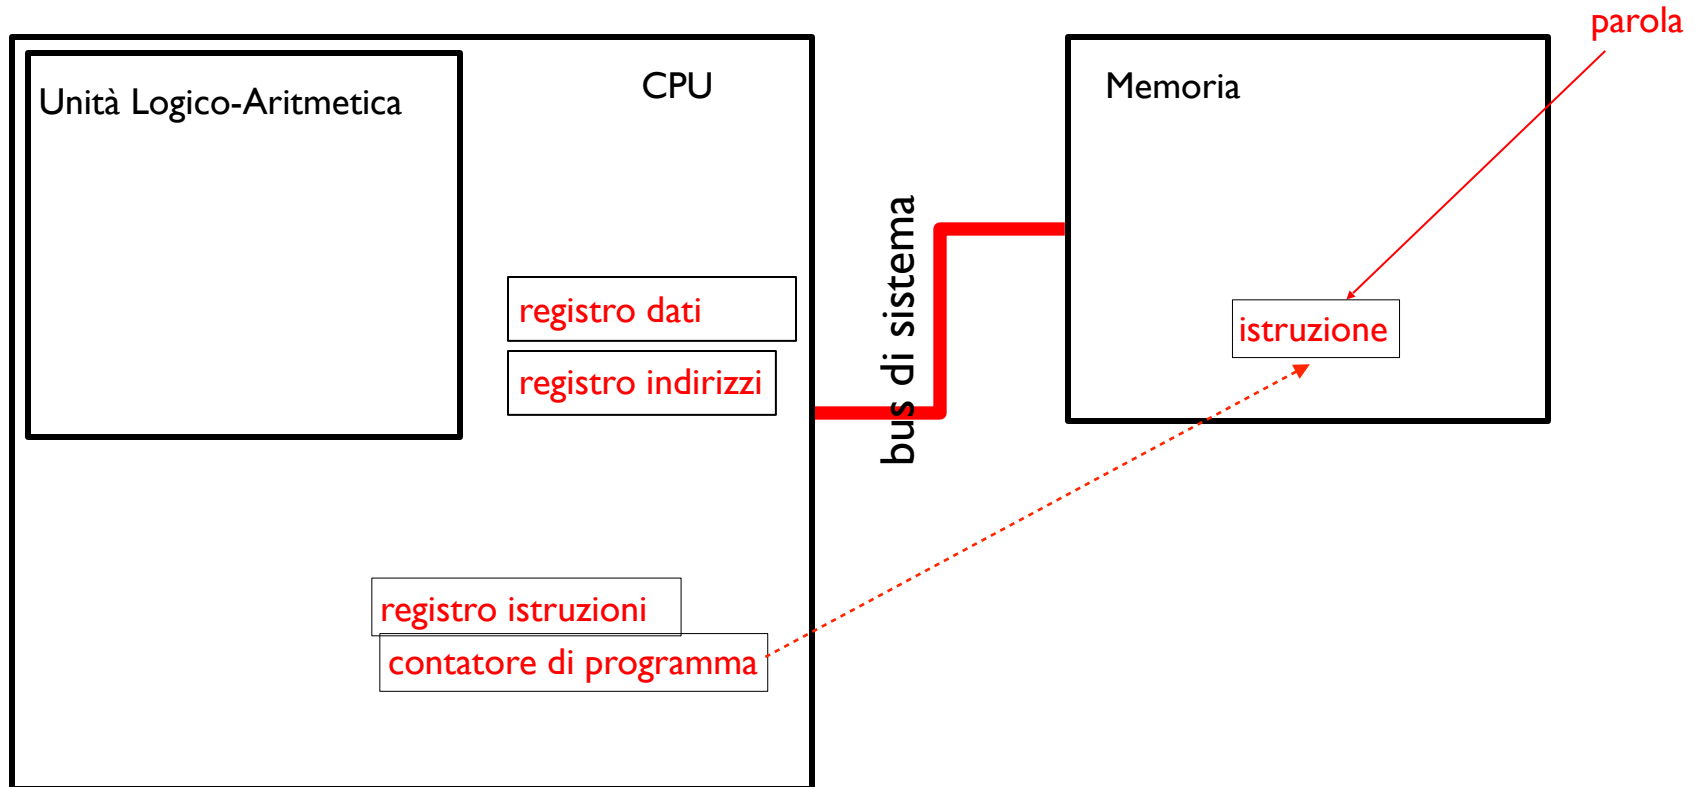 parola
CPU
Memoria
Unità Logico-Aritmetica
bus di sistema
registro dati
istruzione
registro indirizzi
registro istruzioni
contatore di programma